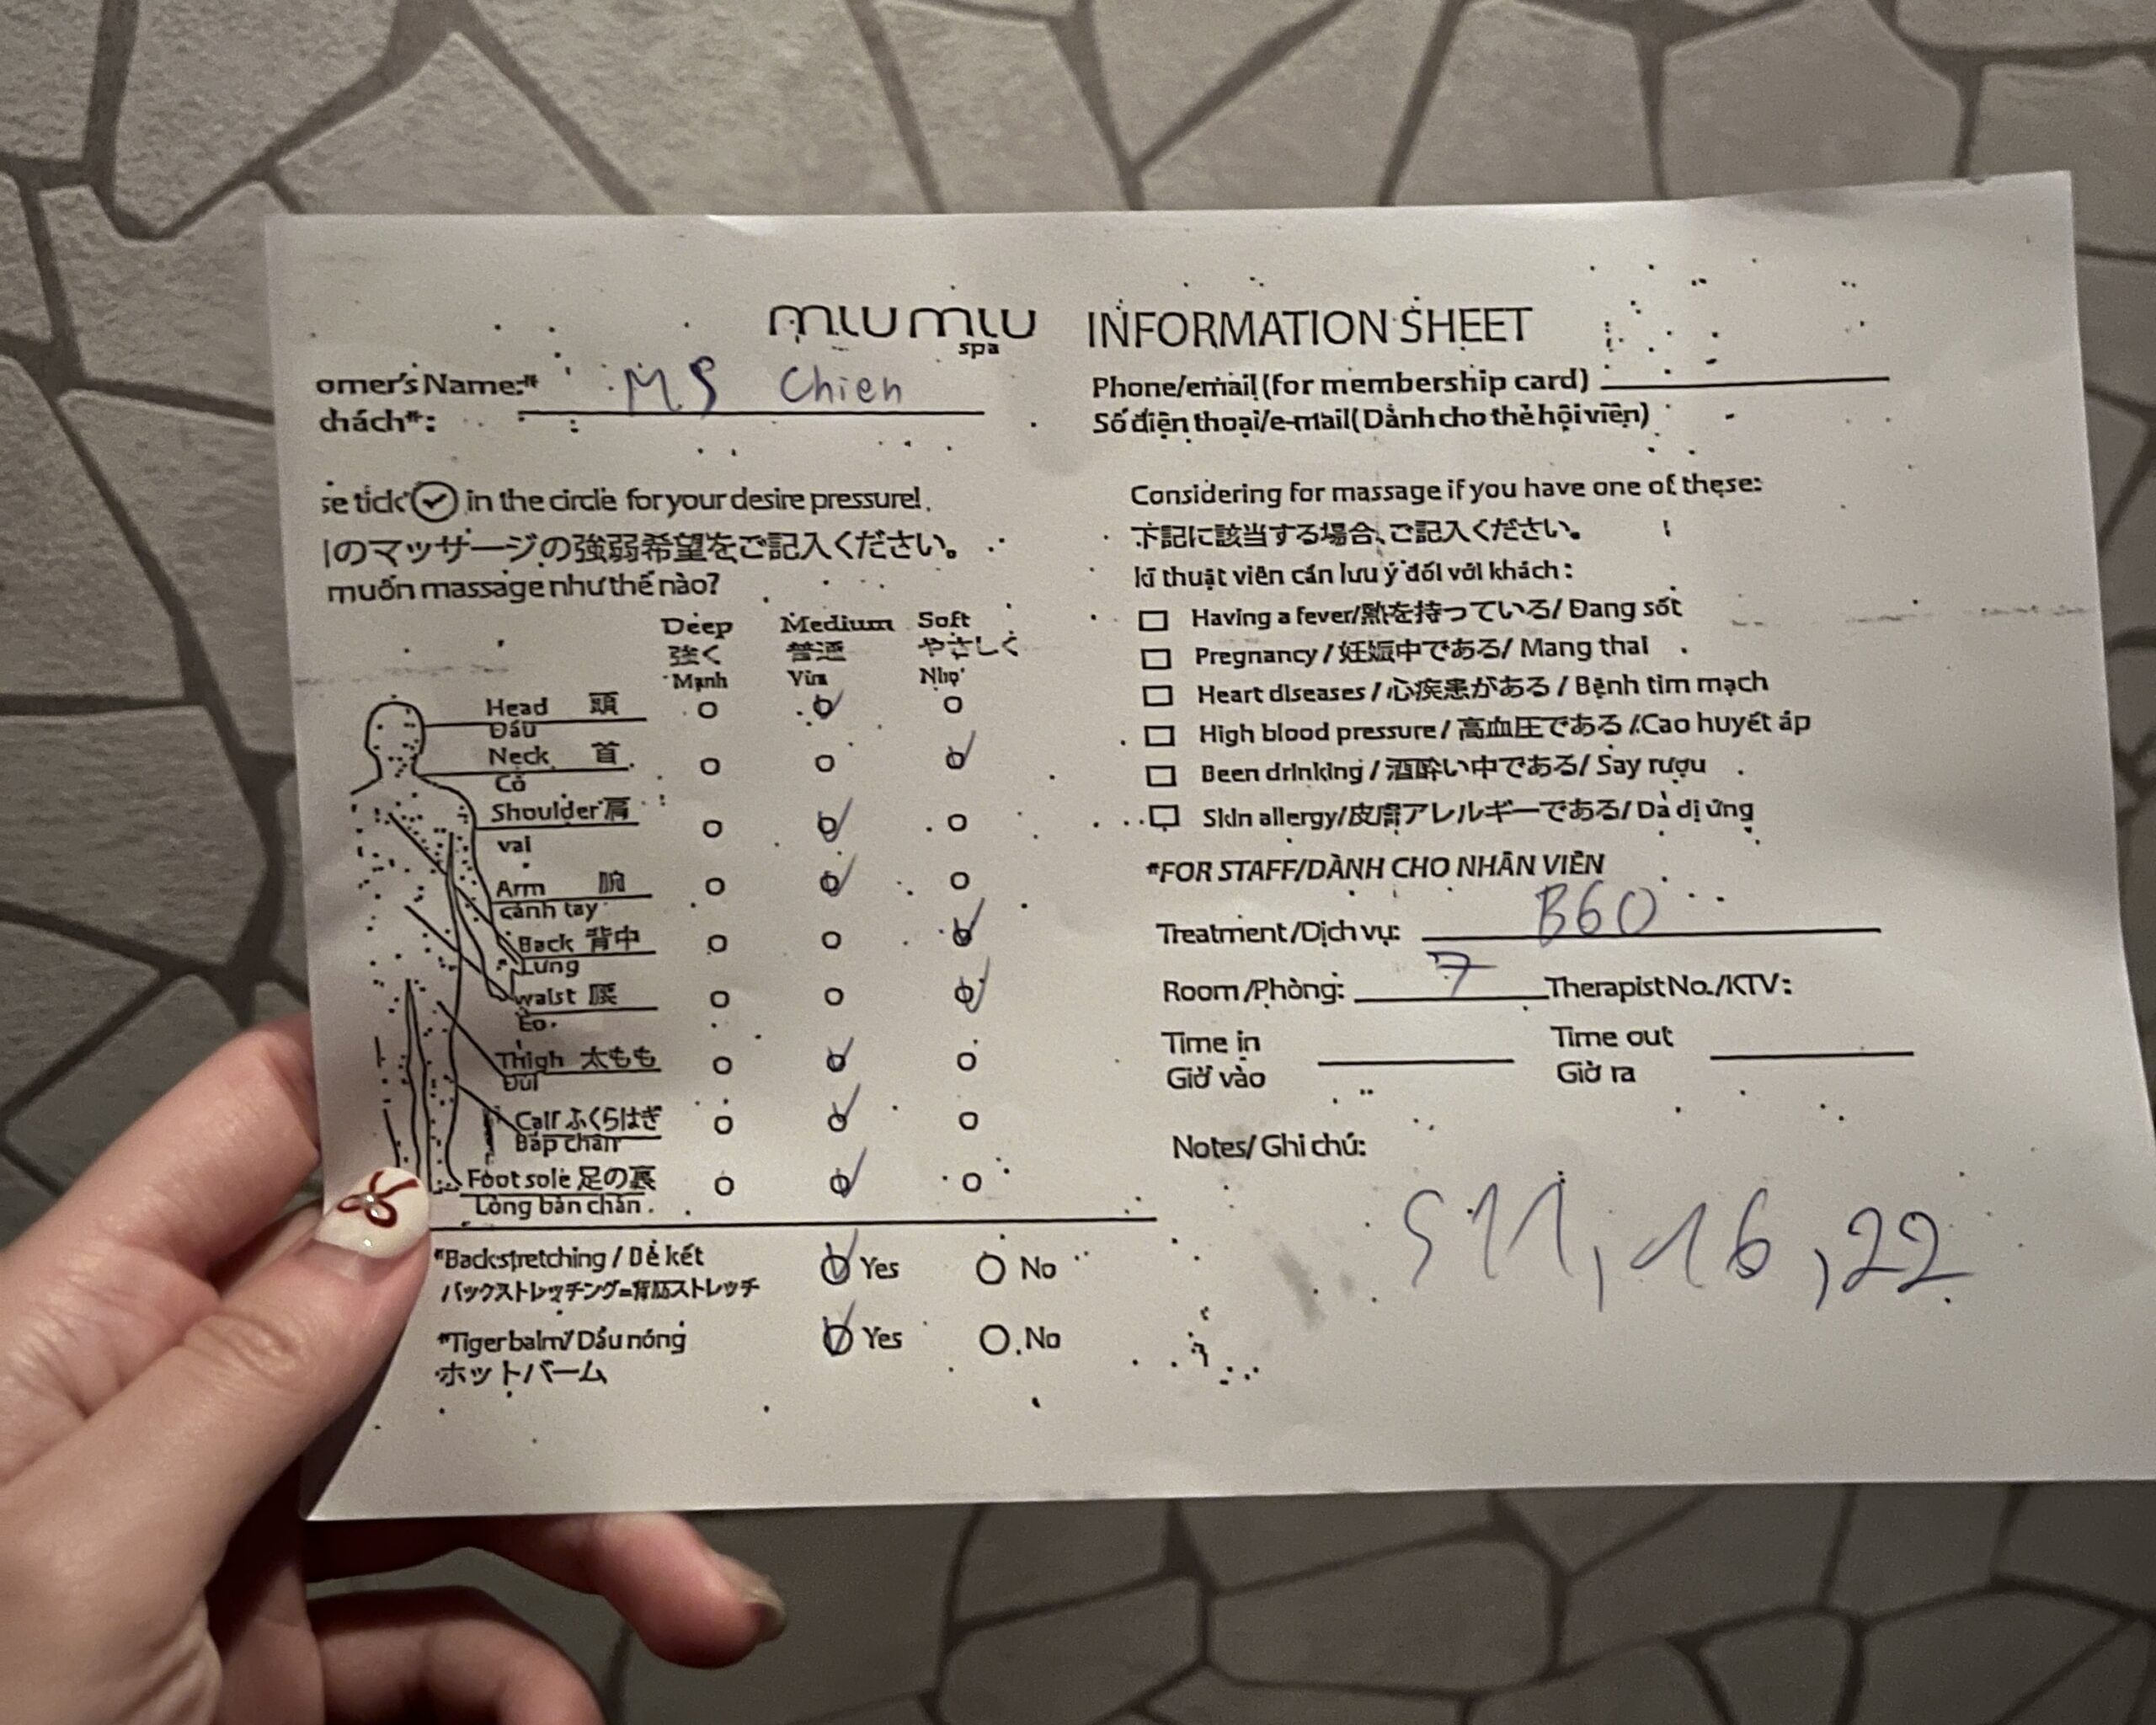 mιumιu spa INFORMATION SHEET
omer's Name:* MS Chien
chách*:
Phone/email (for membership card)
Số điện thoại/e-mail (Dành cho thẻ hội viên)
se tick in the circle for your desire pressure!
のマッサージの強弱希望をご記入ください。
muốn massage như thế nào?
Deep Medium Soft
強く 普通 やさしく
Mạnh Vừa Nhẹ
Head 頭
Đầu
Neck 首
Cổ
Shoulder 肩
vai
Arm 腕
cánh tay
Back 背中
Lưng
waist 腰
Eo
Thigh 太もも
Đùi
Calf ふくらはぎ
Bắp chân
Foot sole 足の裏
Lòng bàn chân
*Back stretching / Bẻ kết Yes No
バックストレッチング=背筋ストレッチ
*Tiger balm/ Dầu nóng Yes No
ホットバーム
Considering for massage if you have one of these:
下記に該当する場合、ご記入ください。
kĩ thuật viên cần lưu ý đối với khách:
Having a fever/熱を持っている/ Đang sốt
Pregnancy / 妊娠中である/ Mang thai
Heart diseases / 心疾患がある / Bệnh tim mạch
High blood pressure / 高血圧である /Cao huyết áp
Been drinking / 酒酔い中である/ Say rượu
Skin allergy/皮膚アレルギーである/ Da dị ứng
*FOR STAFF/DÀNH CHO NHÂN VIÊN
Treatment /Dịch vụ: B60
Room /Phòng: 7 Therapist No./KTV:
Time in Time out
Giờ vào Giờ ra
Notes/ Ghi chú:
S11, 16, 22